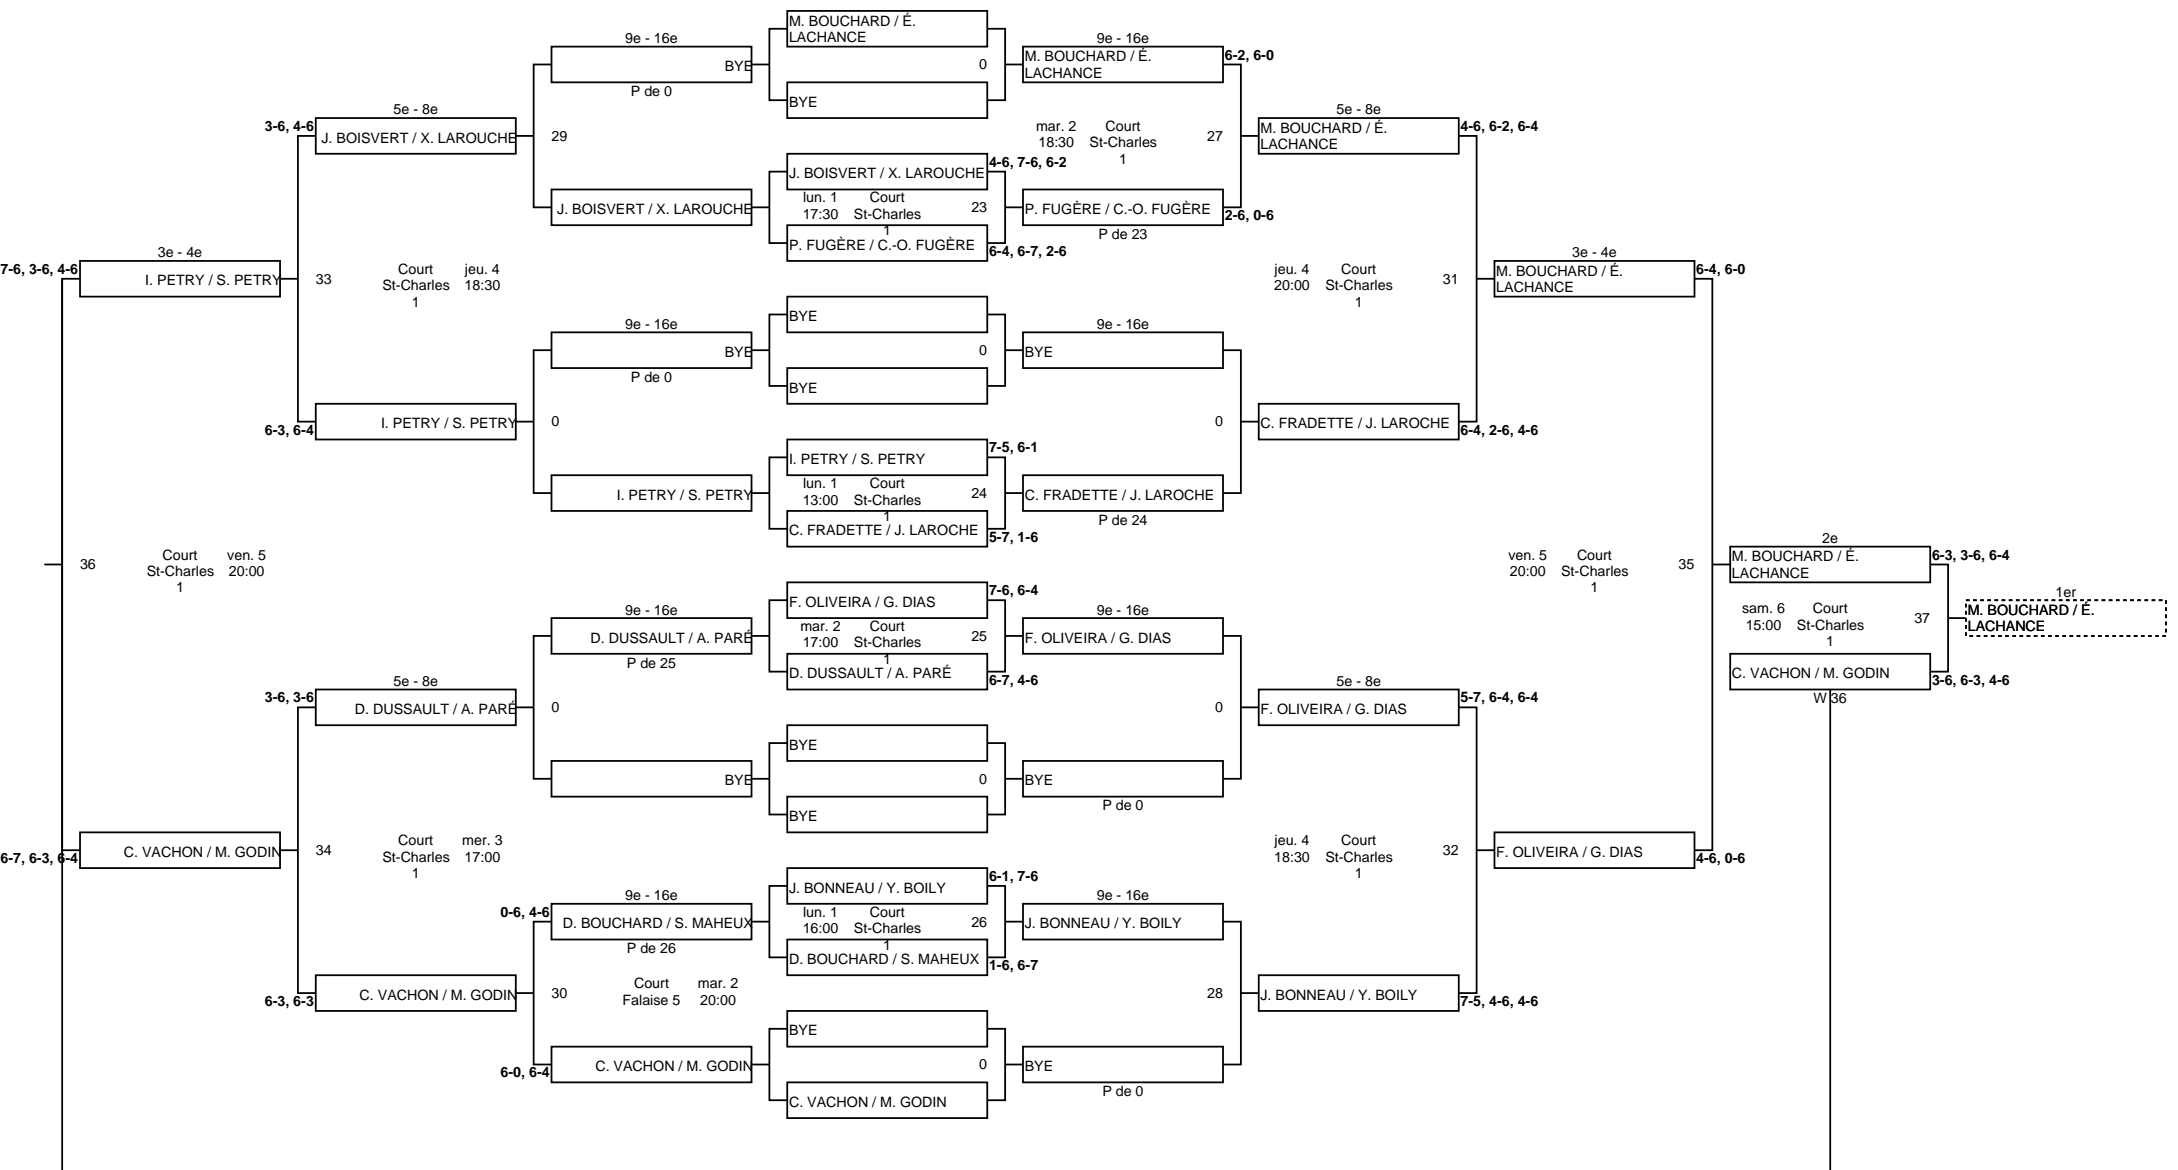 M. BOUCHARD / É.
LACHANCE
9e - 16e
BYE
P de 0
0
BYE
9e - 16e
M. BOUCHARD / É.
LACHANCE
6-2, 6-0
5e - 8e
3-6, 4-6
J. BOISVERT / X. LAROUCHE
29
mar. 2 Court
18:30 St-Charles
1
27
5e - 8e
M. BOUCHARD / É.
LACHANCE
4-6, 6-2, 6-4
J. BOISVERT / X. LAROUCHE
J. BOISVERT / X. LAROUCHE
4-6, 7-6, 6-2
lun. 1 Court
17:30 St-Charles
1
23
P. FUGÈRE / C.-O. FUGÈRE
6-4, 6-7, 2-6
P. FUGÈRE / C.-O. FUGÈRE
2-6, 0-6
P de 23
3e - 4e
7-6, 3-6, 4-6
I. PETRY / S. PETRY
33
Court jeu. 4
St-Charles 18:30
1
jeu. 4 Court
20:00 St-Charles
1
31
3e - 4e
M. BOUCHARD / É.
LACHANCE
6-4, 6-0
9e - 16e
BYE
P de 0
BYE
0
BYE
9e - 16e
BYE
6-3, 6-4
I. PETRY / S. PETRY
0
0
C. FRADETTE / J. LAROCHE
6-4, 2-6, 4-6
I. PETRY / S. PETRY
I. PETRY / S. PETRY
7-5, 6-1
lun. 1 Court
13:00 St-Charles
1
24
C. FRADETTE / J. LAROCHE
5-7, 1-6
C. FRADETTE / J. LAROCHE
P de 24
36
Court ven. 5
St-Charles 20:00
1
ven. 5 Court
20:00 St-Charles
1
35
2e
M. BOUCHARD / É.
LACHANCE
6-3, 3-6, 6-4
sam. 6 Court
15:00 St-Charles
1
37
1er
M. BOUCHARD / É.
LACHANCE
C. VACHON / M. GODIN
3-6, 6-3, 4-6
W 36
9e - 16e
D. DUSSAULT / A. PARÉ
P de 25
F. OLIVEIRA / G. DIAS
7-6, 6-4
mar. 2 Court
17:00 St-Charles
1
25
D. DUSSAULT / A. PARÉ
6-7, 4-6
9e - 16e
F. OLIVEIRA / G. DIAS
5e - 8e
3-6, 3-6
D. DUSSAULT / A. PARÉ
0
0
5e - 8e
F. OLIVEIRA / G. DIAS
5-7, 6-4, 6-4
BYE
BYE
0
BYE
BYE
P de 0
6-7, 6-3, 6-4
C. VACHON / M. GODIN
34
Court mer. 3
St-Charles 17:00
1
jeu. 4 Court
18:30 St-Charles
1
32
F. OLIVEIRA / G. DIAS
4-6, 0-6
9e - 16e
0-6, 4-6
D. BOUCHARD / S. MAHEUX
P de 26
J. BONNEAU / Y. BOILY
6-1, 7-6
lun. 1 Court
16:00 St-Charles
1
26
D. BOUCHARD / S. MAHEUX
1-6, 6-7
9e - 16e
J. BONNEAU / Y. BOILY
6-3, 6-3
C. VACHON / M. GODIN
30
Court mar. 2
Falaise 5 20:00
28
J. BONNEAU / Y. BOILY
7-5, 4-6, 4-6
6-0, 6-4
C. VACHON / M. GODIN
BYE
0
C. VACHON / M. GODIN
BYE
P de 0